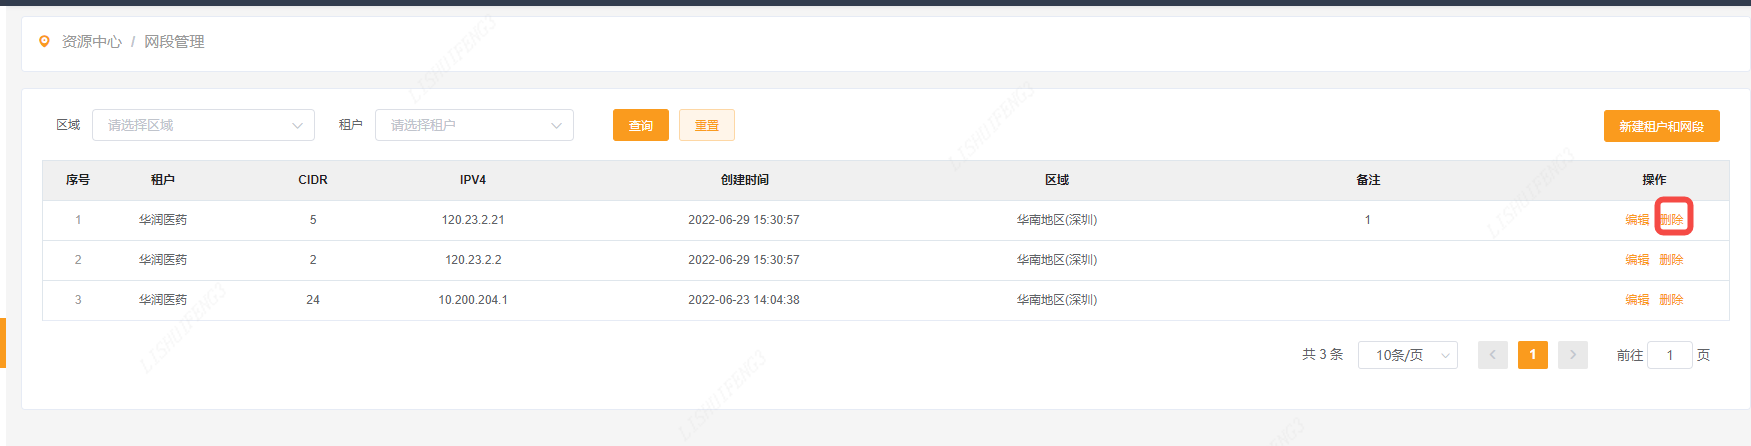 资源中心 / 网段管理
区域 请选择区域 租户 请选择租户 查询 重置 新建租户和网段
序号 租户 CIDR IPV4 创建时间 区域 备注 操作
1 华润医药 5 120.23.2.21 2022-06-29 15:30:57 华南地区(深圳) 1 编辑 删除
2 华润医药 2 120.23.2.2 2022-06-29 15:30:57 华南地区(深圳) 编辑 删除
3 华润医药 24 10.200.204.1 2022-06-23 14:04:38 华南地区(深圳) 编辑 删除
共 3 条 10条/页 1 前往 1 页
LISHUIFENG3
LISHUIFENG3
LISHUIFENG3
LISHUIFENG3
LISHUIFENG3